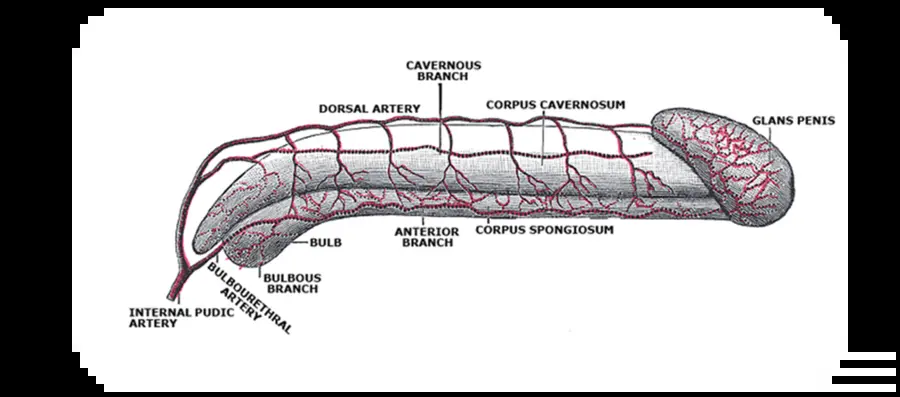 CAVERNOUS
BRANCH
DORSAL ARTERY
CORPUS CAVERNOSUM
GLANS PENIS
ANTERIOR
BRANCH
CORPUS SPONGIOSUM
BULB
BULBOUS
BRANCH
BULBOURETHRAL
ARTERY
INTERNAL PUDIC
ARTERY